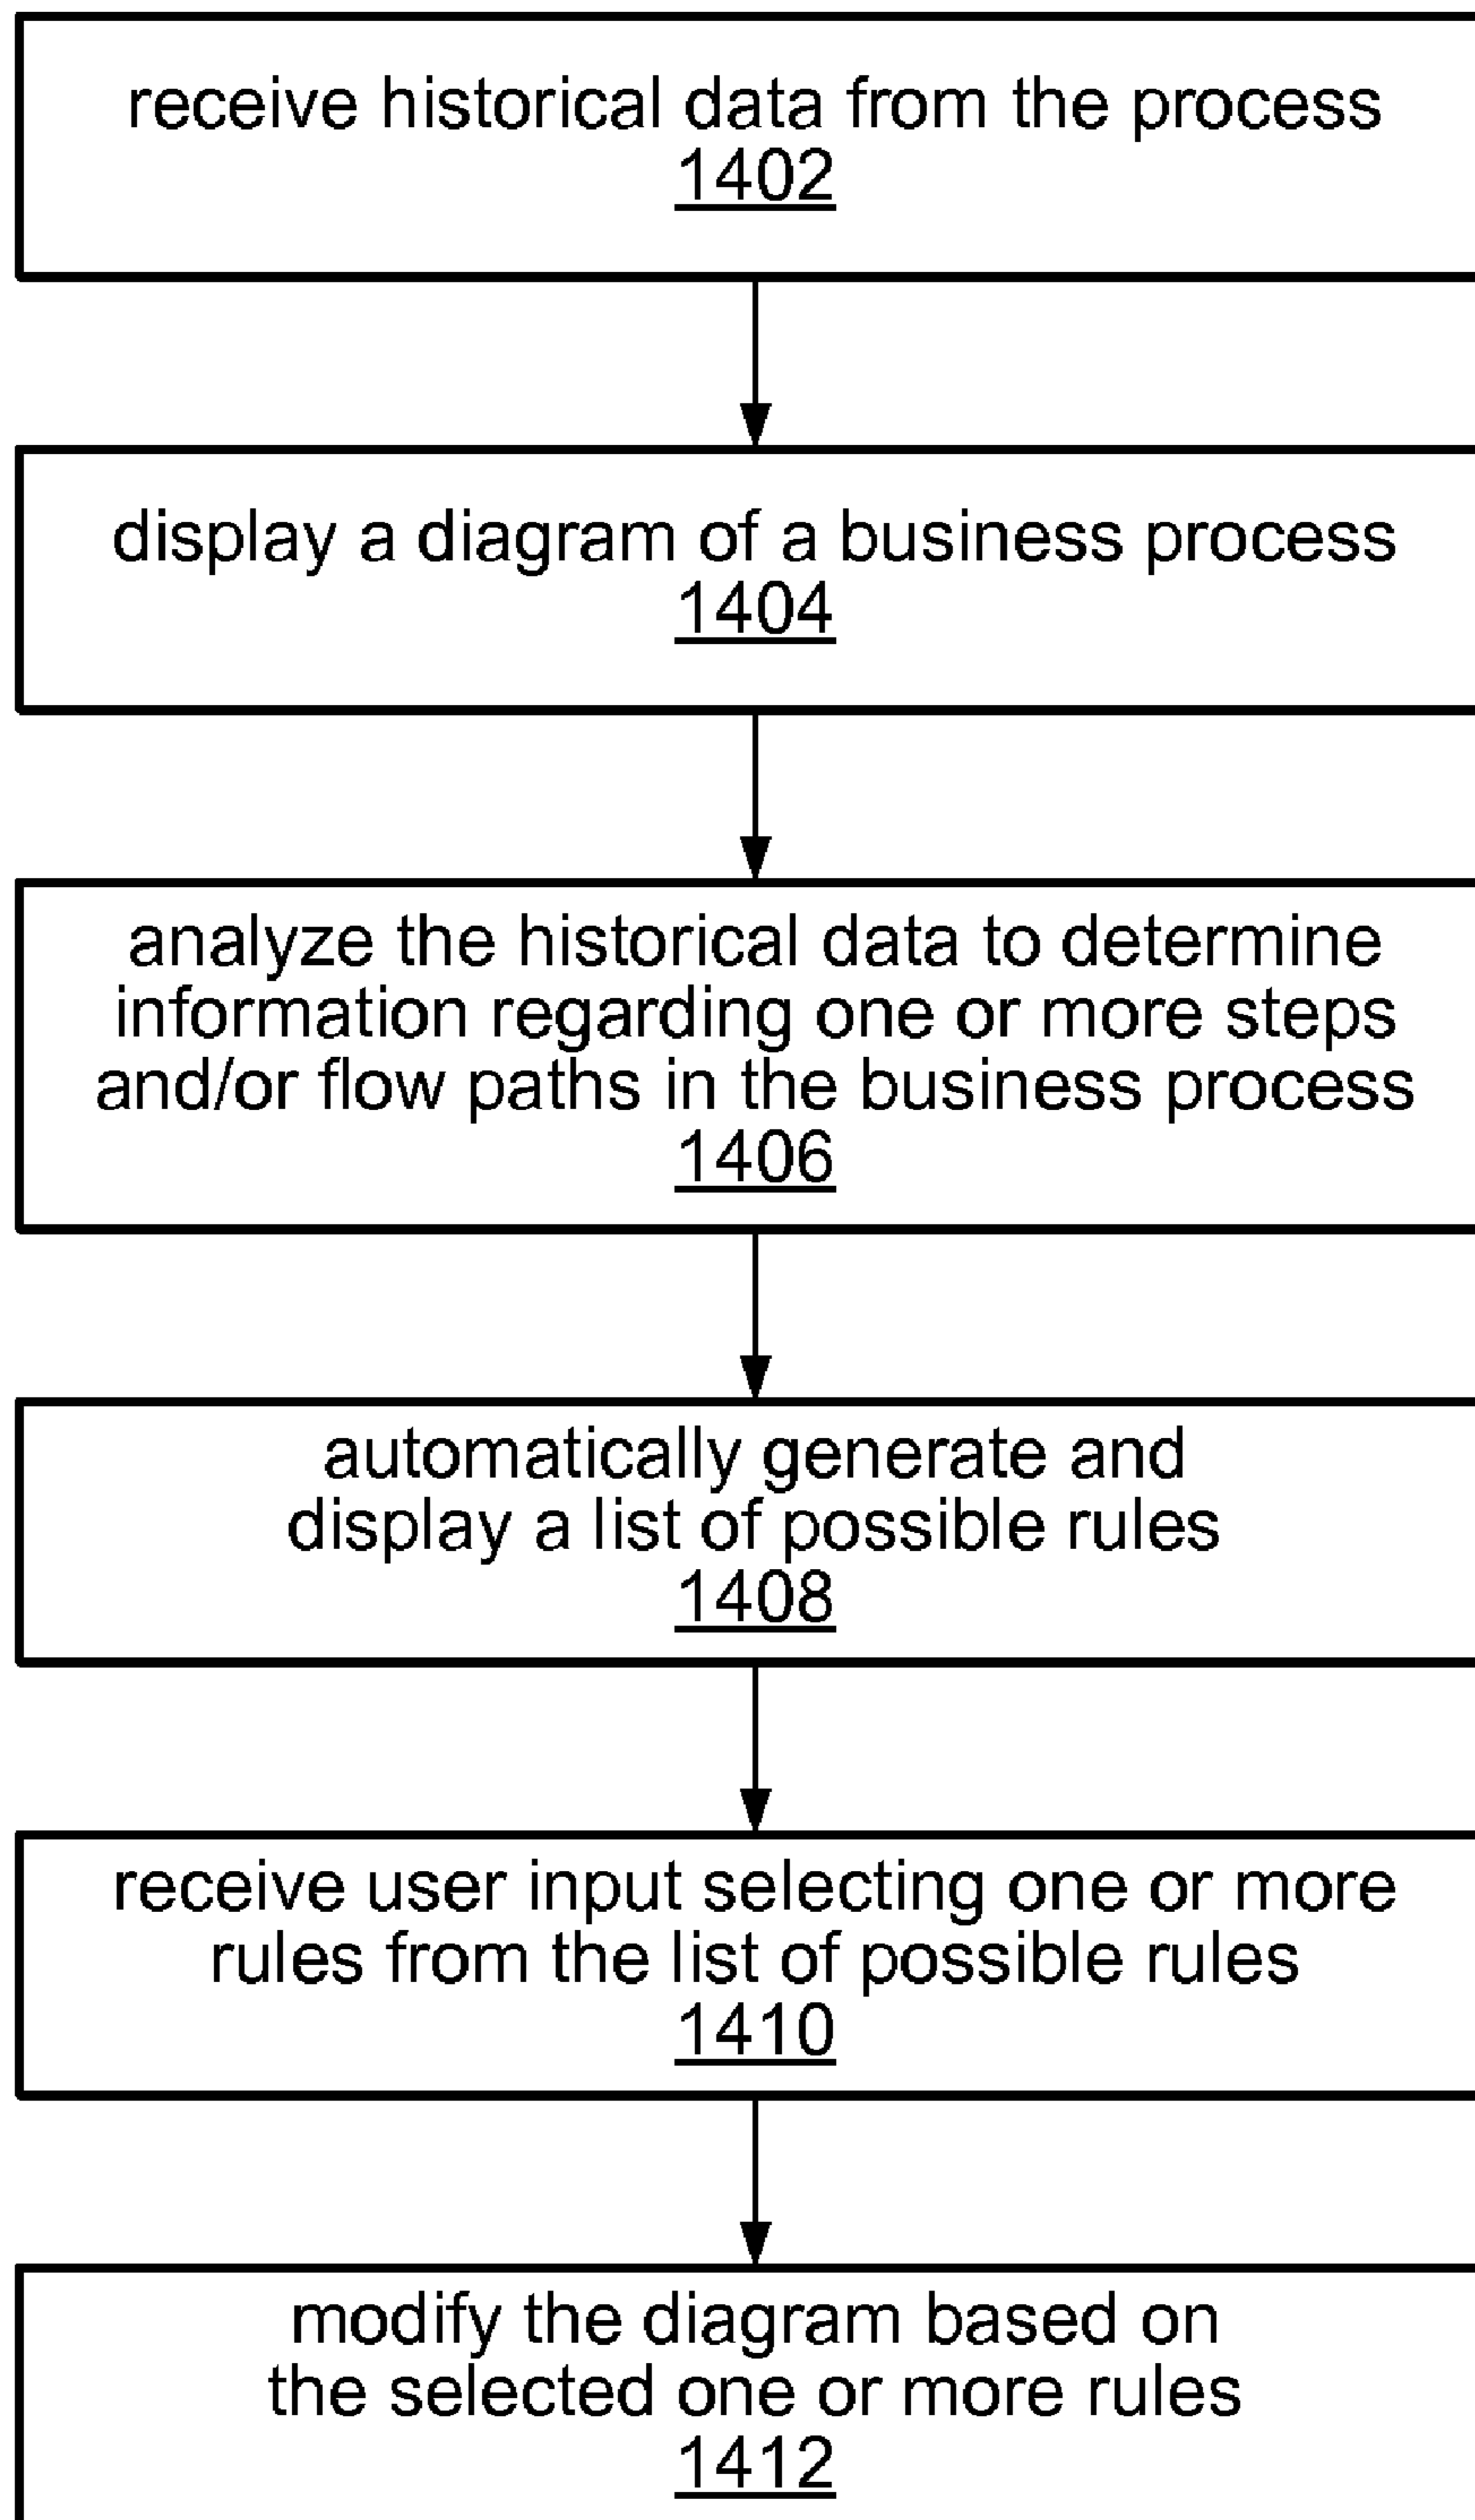 receive historical data from the process
1402
display a diagram of a business process
1404
analyze the historical data to determine
information regarding one or more steps
and/or flow paths in the business process
1406
automatically generate and
display a list of possible rules
1408
receive user input selecting one or more
rules from the list of possible rules
1410
modify the diagram based on
the selected one or more rules
1412